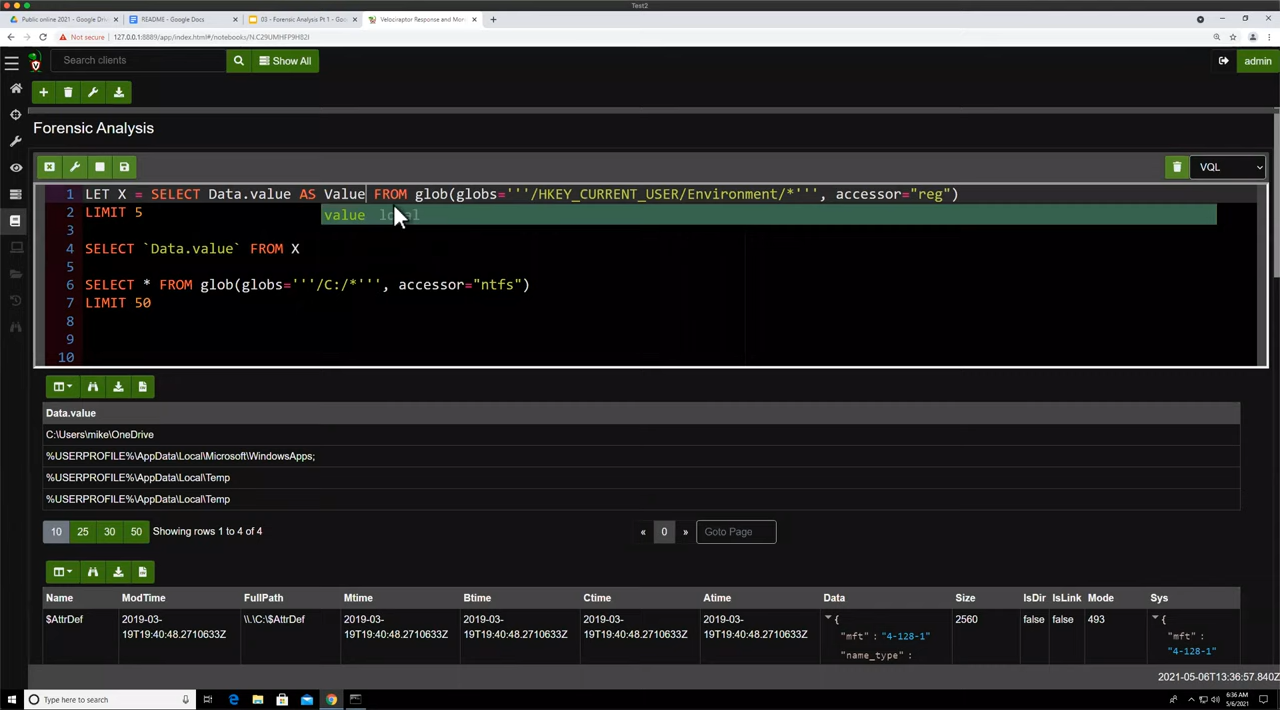 Test2
Public online 2021 - Google Driv
README - Google Docs
03 - Forensic Analysis Pt 1 - Goo
Velociraptor Response and Mon
Not secure
127.0.0.1:8889/app/index.html#/notebooks/N.C29UMHFP9H82I
Search clients
Show All
admin
Forensic Analysis
VQL
1 LET X = SELECT Data.value AS Value FROM glob(globs='''/HKEY_CURRENT_USER/Environment/*''', accessor="reg")
2 LIMIT 5
value local
3
4 SELECT `Data.value` FROM X
5
6 SELECT * FROM glob(globs='''/C:/*''', accessor="ntfs")
7 LIMIT 50
8
9
10
Data.value
C:\Users\mike\OneDrive
%USERPROFILE%\AppData\Local\Microsoft\WindowsApps;
%USERPROFILE%\AppData\Local\Temp
%USERPROFILE%\AppData\Local\Temp
10 25 30 50 Showing rows 1 to 4 of 4 « 0 » Goto Page
Name ModTime FullPath Mtime Btime Ctime Atime Data Size IsDir IsLink Mode Sys
$AttrDef 2019-03- \\.\C:\$AttrDef 2019-03- 2019-03- 2019-03- 2019-03- { 2560 false false 493 {
19T19:40:48.2710633Z 19T19:40:48.2710633Z 19T19:40:48.2710633Z 19T19:40:48.2710633Z 19T19:40:48.2710633Z "mft" : "4-128-1" "mft" :
"name_type" : "4-128-1"
2021-05-06T13:36:57.840Z
Type here to search
6:36 AM
5/6/2021